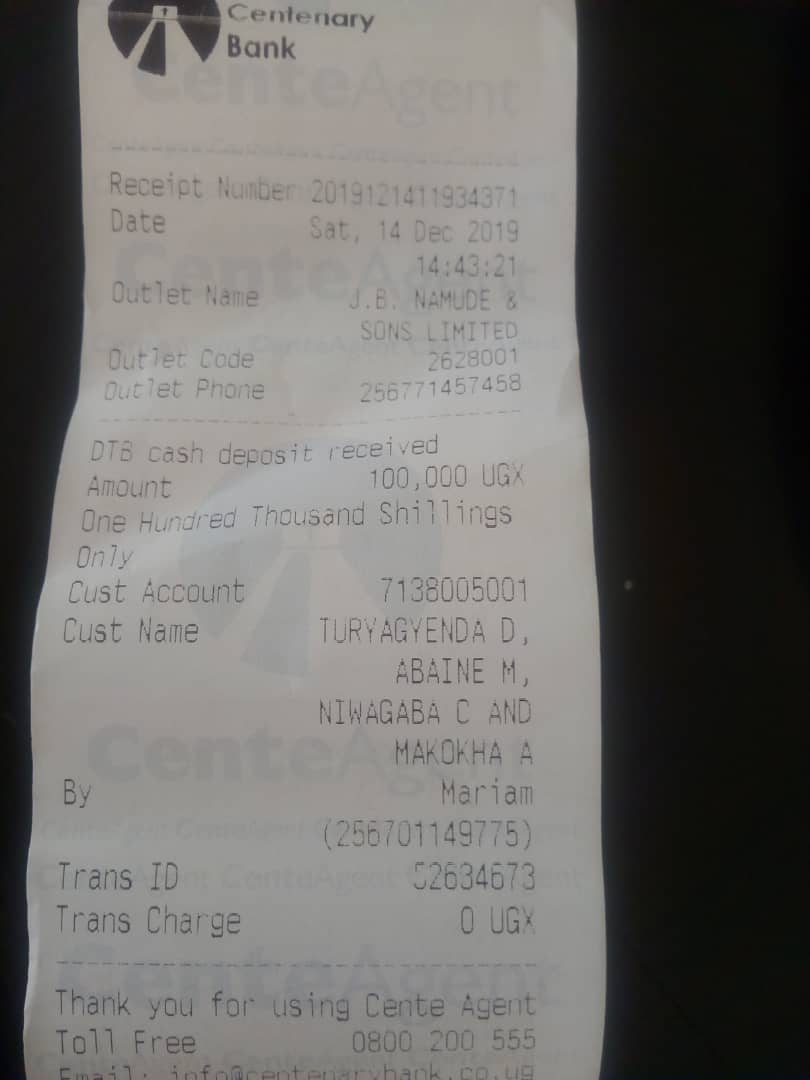 Centenary
Bank
CenteAgent
Receipt Number 2019121411934371
Date Sat, 14 Dec 2019
14:43:21
Outlet Name J.B. NAMUDE &
SONS LIMITED
Outlet Code 2628001
Outlet Phone 256771457458
DTB cash deposit received
Amount 100,000 UGX
One Hundred Thousand Shillings
Only
Cust Account 7138005001
Cust Name TURYAGYENDA D,
ABAINE M,
NIWAGABA C AND
MAKOKHA A
CenteAgent
By Mariam
(256701149775)
Trans ID 52634673
Trans Charge 0 UGX
CenteAgent
Thank you for using Cente Agent
Toll Free 0800 200 555
Email: info@centenarybank.co.ug